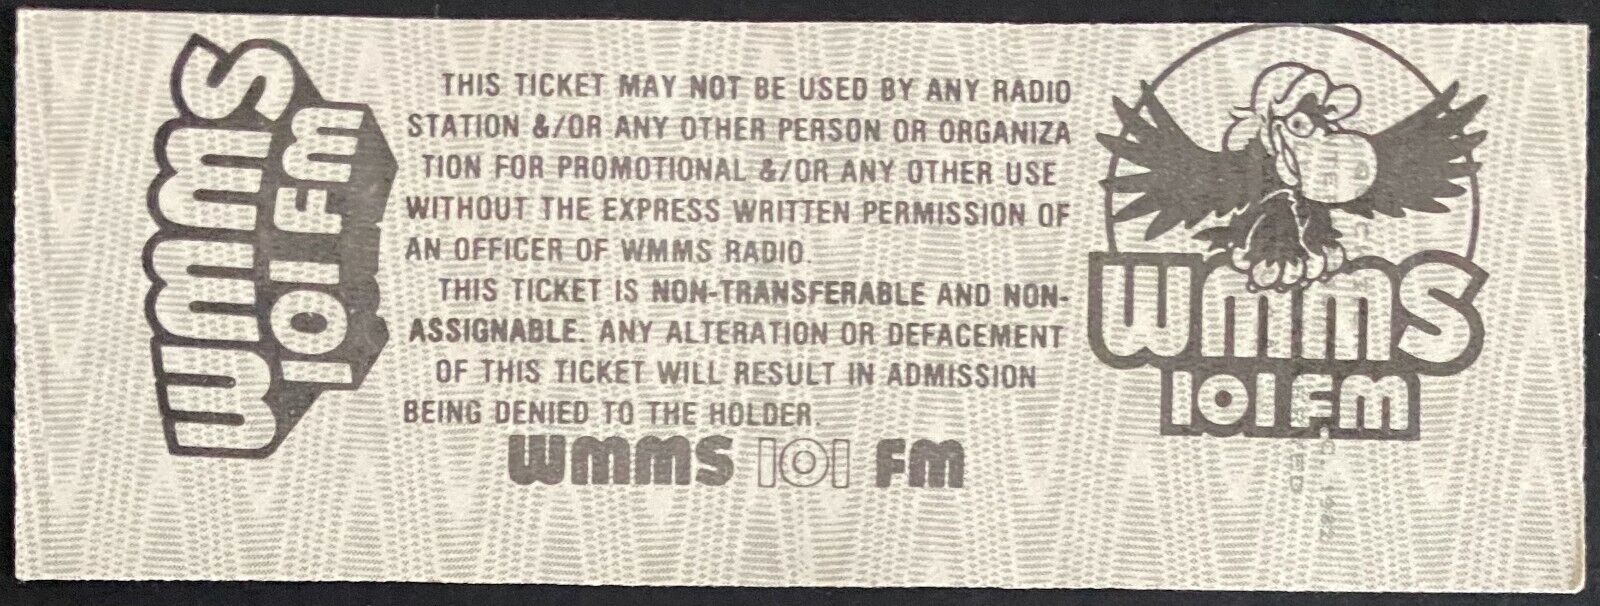 WMMS
101 FM
THIS TICKET MAY NOT BE USED BY ANY RADIO
STATION &/OR ANY OTHER PERSON OR ORGANIZA
TION FOR PROMOTIONAL &/OR ANY OTHER USE
WITHOUT THE EXPRESS WRITTEN PERMISSION OF
AN OFFICER OF WMMS RADIO.
THIS TICKET IS NON-TRANSFERABLE AND NON-
ASSIGNABLE. ANY ALTERATION OR DEFACEMENT
OF THIS TICKET WILL RESULT IN ADMISSION
BEING DENIED TO THE HOLDER.
WMMS 101 FM
WMMS
101 FM